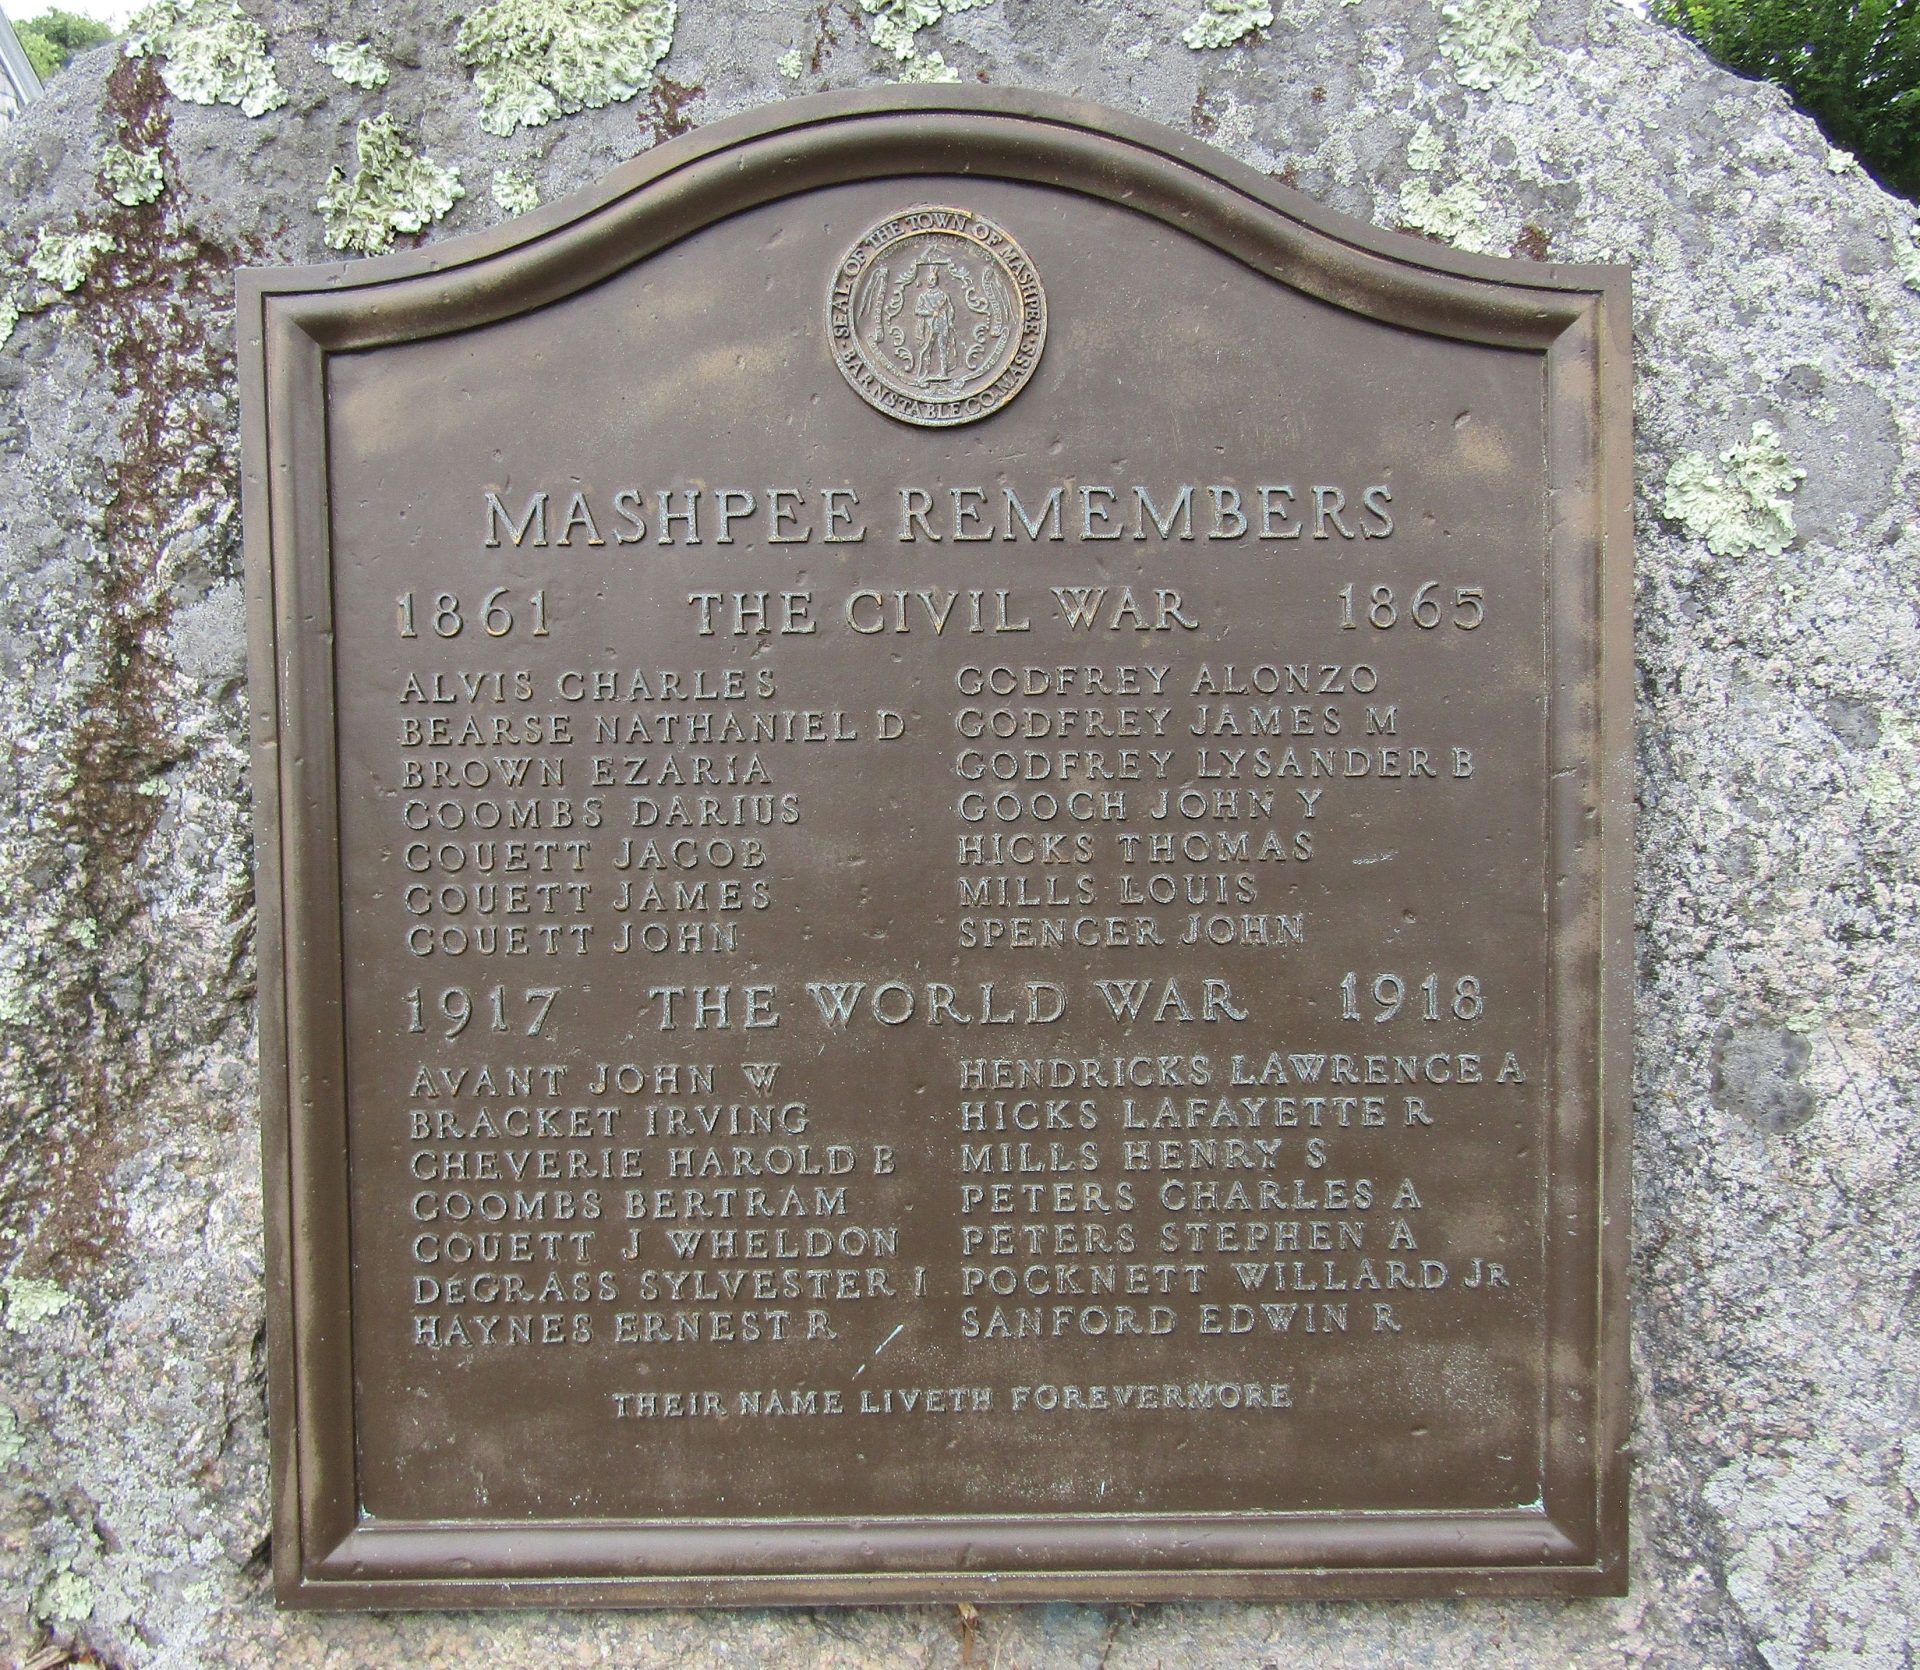 SEAL OF THE TOWN OF MASHPEE
BARNSTABLE CO. MASS
MASHPEE REMEMBERS
1861 THE CIVIL WAR 1865
ALVIS CHARLES
BEARSE NATHANIEL D
BROWN EZARIA
COOMBS DARIUS
COUETT JACOB
COUETT JAMES
COUETT JOHN
GODFREY ALONZO
GODFREY JAMES M
GODFREY LYSANDER B
GOOCH JOHN Y
HICKS THOMAS
MILLS LOUIS
SPENCER JOHN
1917 THE WORLD WAR 1918
AVANT JOHN W
BRACKET IRVING
CHEVERIE HAROLD B
COOMBS BERTRAM
COUETT J WHELDON
DéGRASS SYLVESTER I
HAYNES ERNEST R
HENDRICKS LAWRENCE A
HICKS LAFAYETTE R
MILLS HENRY S
PETERS CHARLES A
PETERS STEPHEN A
POCKNETT WILLARD JR
SANFORD EDWIN R
THEIR NAME LIVETH FOREVERMORE